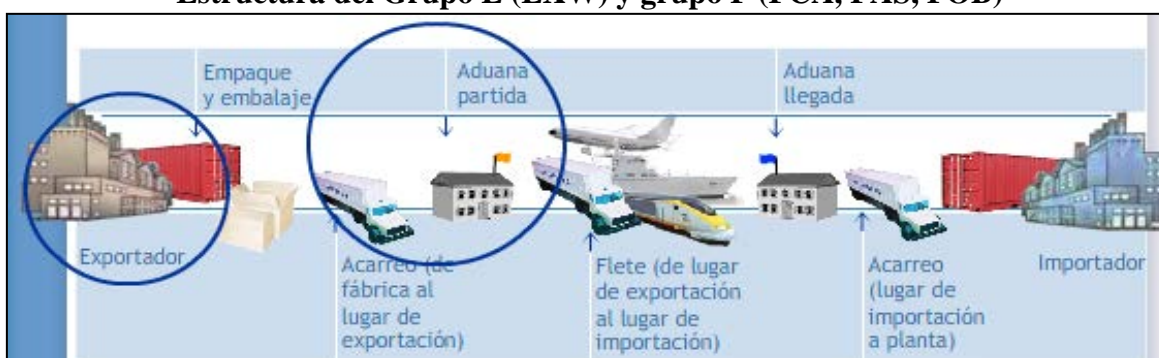 Estructura del Grupo E (EXW) y grupo F (FCA, FAS, FOB)
Empaque
y embalaje
Aduana
partida
Aduana
llegada
Exportador
Acarreo (de
fábrica al
lugar de
exportación)
Flete (de lugar
de exportación
al lugar de
importación)
Acarreo
(lugar de
importación
a planta)
Importador